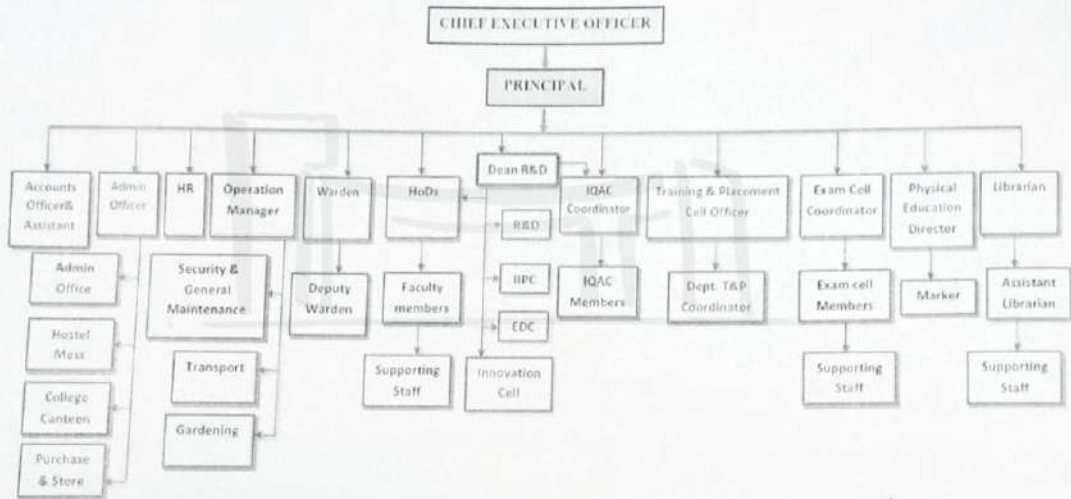 CHIEF EXECUTIVE OFFICER
PRINCIPAL
Accounts
Officer&
Assistant
Admin
Officer
HR
Operation
Manager
Warden
HoDs
Dean R&D
IQAC
Coordinator
Training & Placement
Cell Officer
Exam Cell
Coordinator
Physical
Education
Director
Librarian
Admin
Office
Security &
General
Maintenance
Deputy
Warden
Faculty
members
R&D
IIPC
EDC
Innovation
Cell
IQAC
Members
Dept. T&P
Coordinator
Exam cell
Members
Marker
Assistant
Librarian
Hostel
Mess
College
Canteen
Purchase
& Store
Transport
Gardening
Supporting
Staff
Supporting
Staff
Supporting
Staff